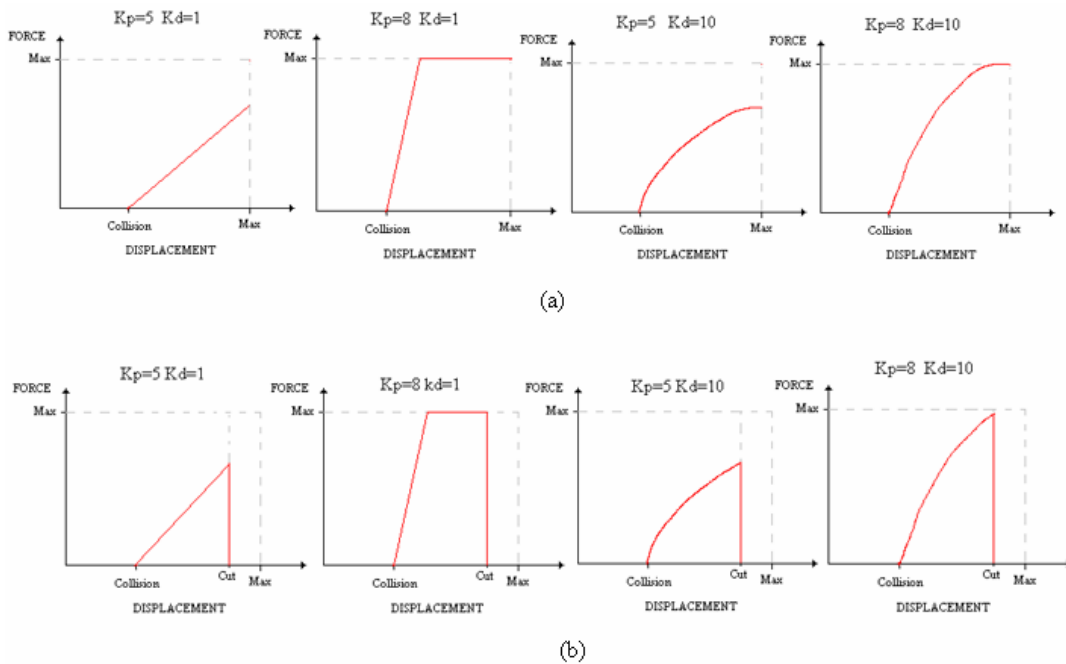 Kp=5 Kd=1
FORCE
Max
Collision
Max
DISPLACEMENT
Kp=8 Kd=1
FORCE
Max
Collision
Max
DISPLACEMENT
Kp=5 Kd=10
FORCE
Max
Collision
Max
DISPLACEMENT
Kp=8 Kd=10
FORCE
Max
Collision
Max
DISPLACEMENT
(a)
Kp=5 Kd=1
FORCE
Max
Collision
Cut
Max
DISPLACEMENT
Kp=8 kd=1
FORCE
Max
Collision
Cut
Max
DISPLACEMENT
Kp=5 Kd=10
FORCE
Max
Collision
Cut
Max
DISPLACEMENT
Kp=8 Kd=10
FORCE
Max
Collision
Cut
Max
DISPLACEMENT
(b)